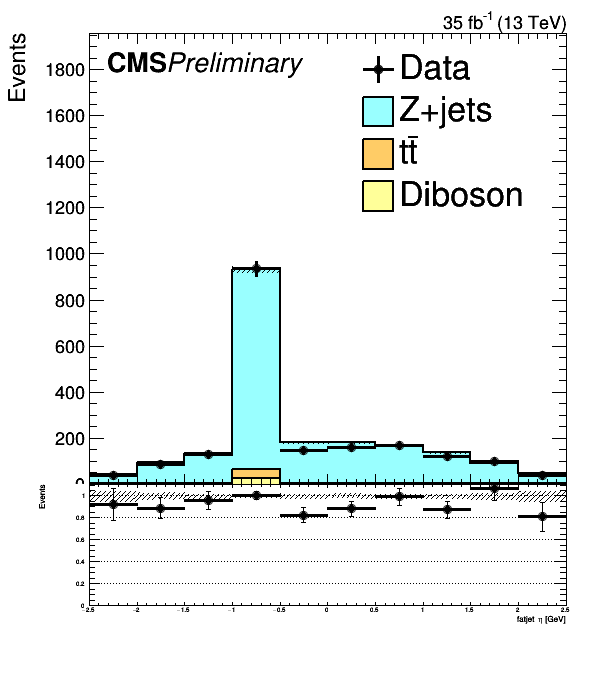 35 fb⁻¹ (13 TeV)
Events
CMS Preliminary
Data
Z+jets
tt̄
Diboson
1800
1600
1400
1200
1000
800
600
400
200
0
Events
1
0.8
0.6
0.4
0.2
0
−2.5 −2 −1.5 −1 −0.5 0 0.5 1 1.5 2 2.5
fatjet η [GeV]